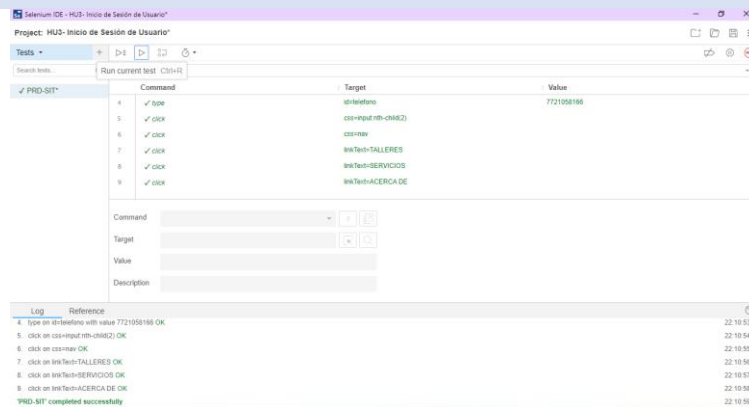 Selenium IDE - HU3- Inicio de Sesión de Usuario*
Project: HU3- Inicio de Sesión de Usuario*
Tests
Search tests...
Run current test Ctrl+R
Command Target Value
✓ PRD-SIT*
4 ✓ type id=telefono 7721058166
5 ✓ click css=input:nth-child(2)
6 ✓ click css=nav
7 ✓ click linkText=TALLERES
8 ✓ click linkText=SERVICIOS
9 ✓ click linkText=ACERCA DE
Command
Target
Value
Description
Log Reference
4. type on id=telefono with value 7721058166 OK 22:10:53
5. click on css=input:nth-child(2) OK 22:10:54
6. click on css=nav OK 22:10:55
7. click on linkText=TALLERES OK 22:10:56
8. click on linkText=SERVICIOS OK 22:10:57
9. click on linkText=ACERCA DE OK 22:10:58
'PRD-SIT' completed successfully 22:10:59